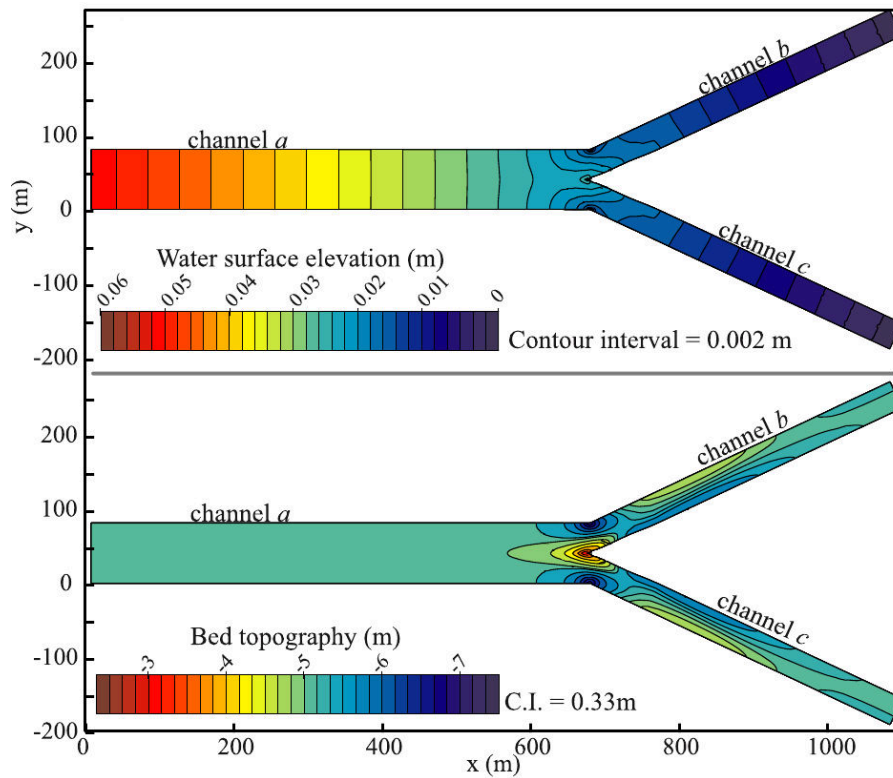 200
channel b
channel a
100
y (m)
0
channel c
Water surface elevation (m)
-100
0.06 0.05 0.04 0.03 0.02 0.01 0
Contour interval = 0.002 m
-200
200
channel b
100
channel a
0
channel c
Bed topography (m)
-100
-3 -4 -5 -6 -7
C.I. = 0.33m
-200
0 200 400 600 800 1000
x (m)